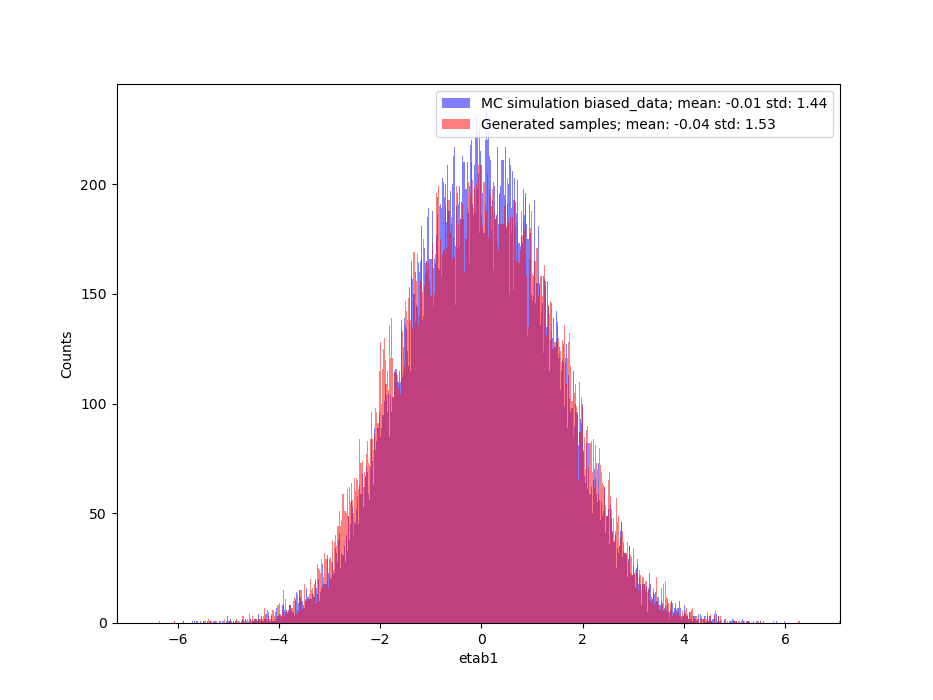 MC simulation biased_data; mean: -0.01 std: 1.44
Generated samples; mean: -0.04 std: 1.53
200
150
100
50
0
Counts
−6 −4 −2 0 2 4 6
etab1